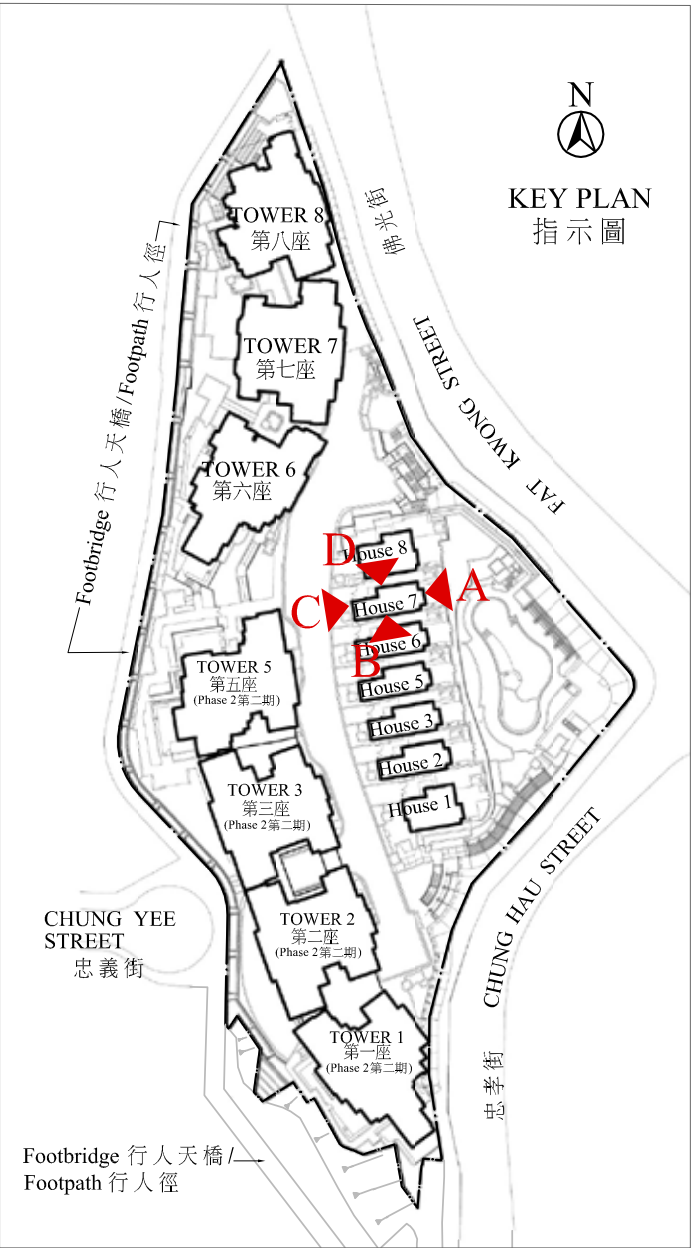 N
KEY PLAN
指示圖
佛光街
FAT KWONG STREET
TOWER 8
第八座
TOWER 7
第七座
TOWER 6
第六座
Footbridge 行人天橋/Footpath 行人徑
D
House 8
A
C
House 7
B
House 6
House 5
House 3
House 2
House 1
TOWER 5
第五座
(Phase 2第二期)
TOWER 3
第三座
(Phase 2第二期)
TOWER 2
第二座
(Phase 2第二期)
TOWER 1
第一座
(Phase 2第二期)
CHUNG YEE
STREET
忠義街
CHUNG HAU STREET
忠孝街
Footbridge 行人天橋/
Footpath 行人徑